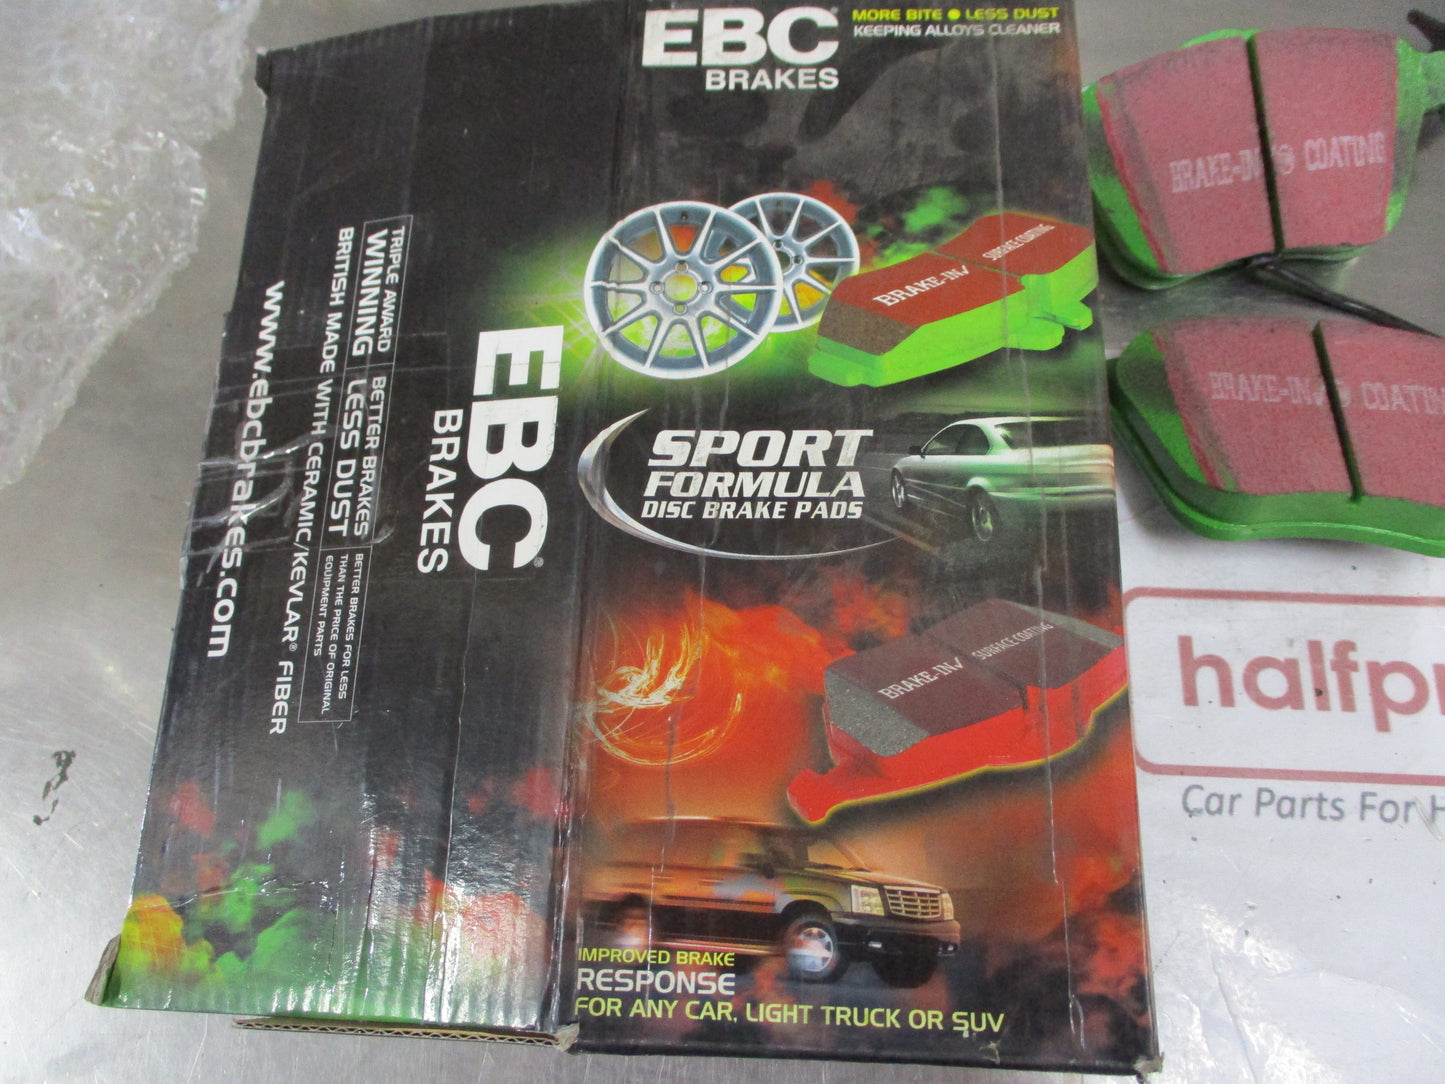 EBC
BRAKES
MORE BITE ● LESS DUST
KEEPING ALLOYS CLEANER
BRAKE-IN
SURFACE COATING
SPORT
FORMULA
DISC BRAKE PADS
BRAKE-IN
SURFACE COATING
IMPROVED BRAKE
RESPONSE
FOR ANY CAR, LIGHT TRUCK OR SUV
EBC®
BRAKES
TRIPLE AWARD
WINNING
BETTER BRAKES
LESS DUST
BETTER BRAKES FOR LESS
THAN THE PRICE OF ORIGINAL
EQUIPMENT PARTS
BRITISH MADE WITH CERAMIC/KEVLAR® FIBER
www.ebcbrakes.com
BRAKE-IN COATING
BRAKE-IN COATIN
halfpr
Car Parts For H